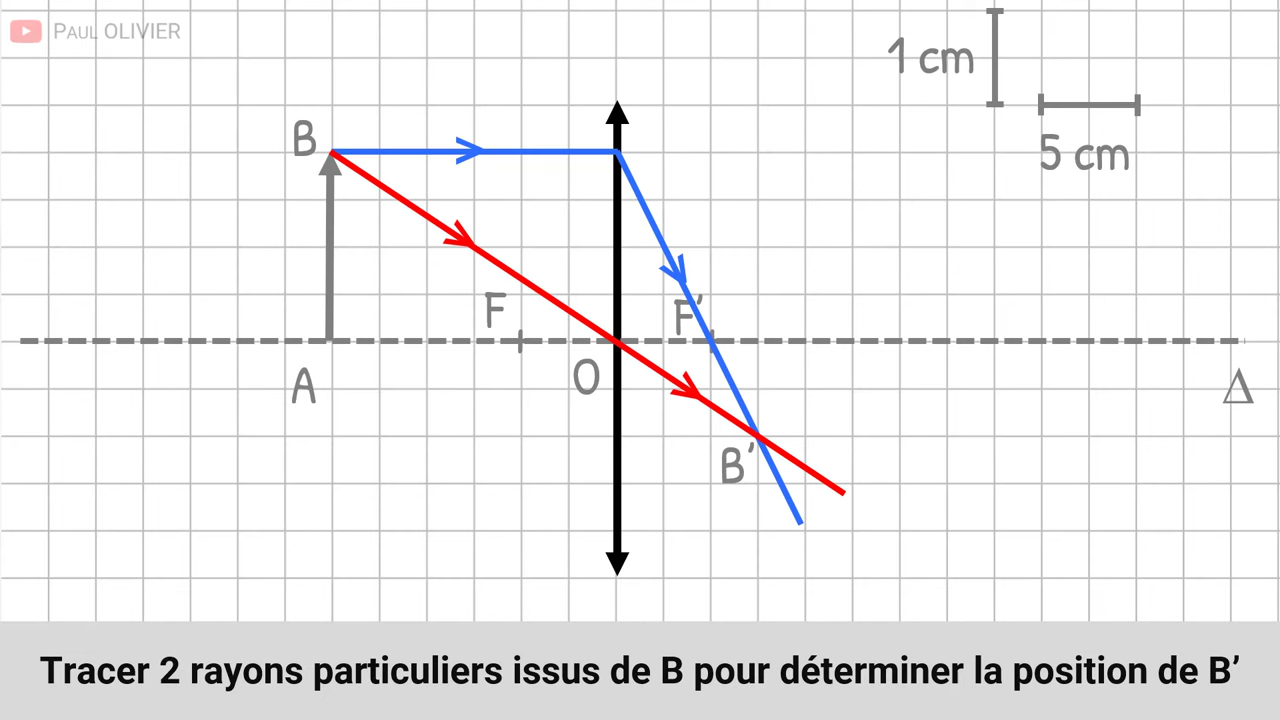 PAUL OLIVIER
1 cm
5 cm
B
F
F’
A
O
Δ
B’
Tracer 2 rayons particuliers issus de B pour déterminer la position de B’